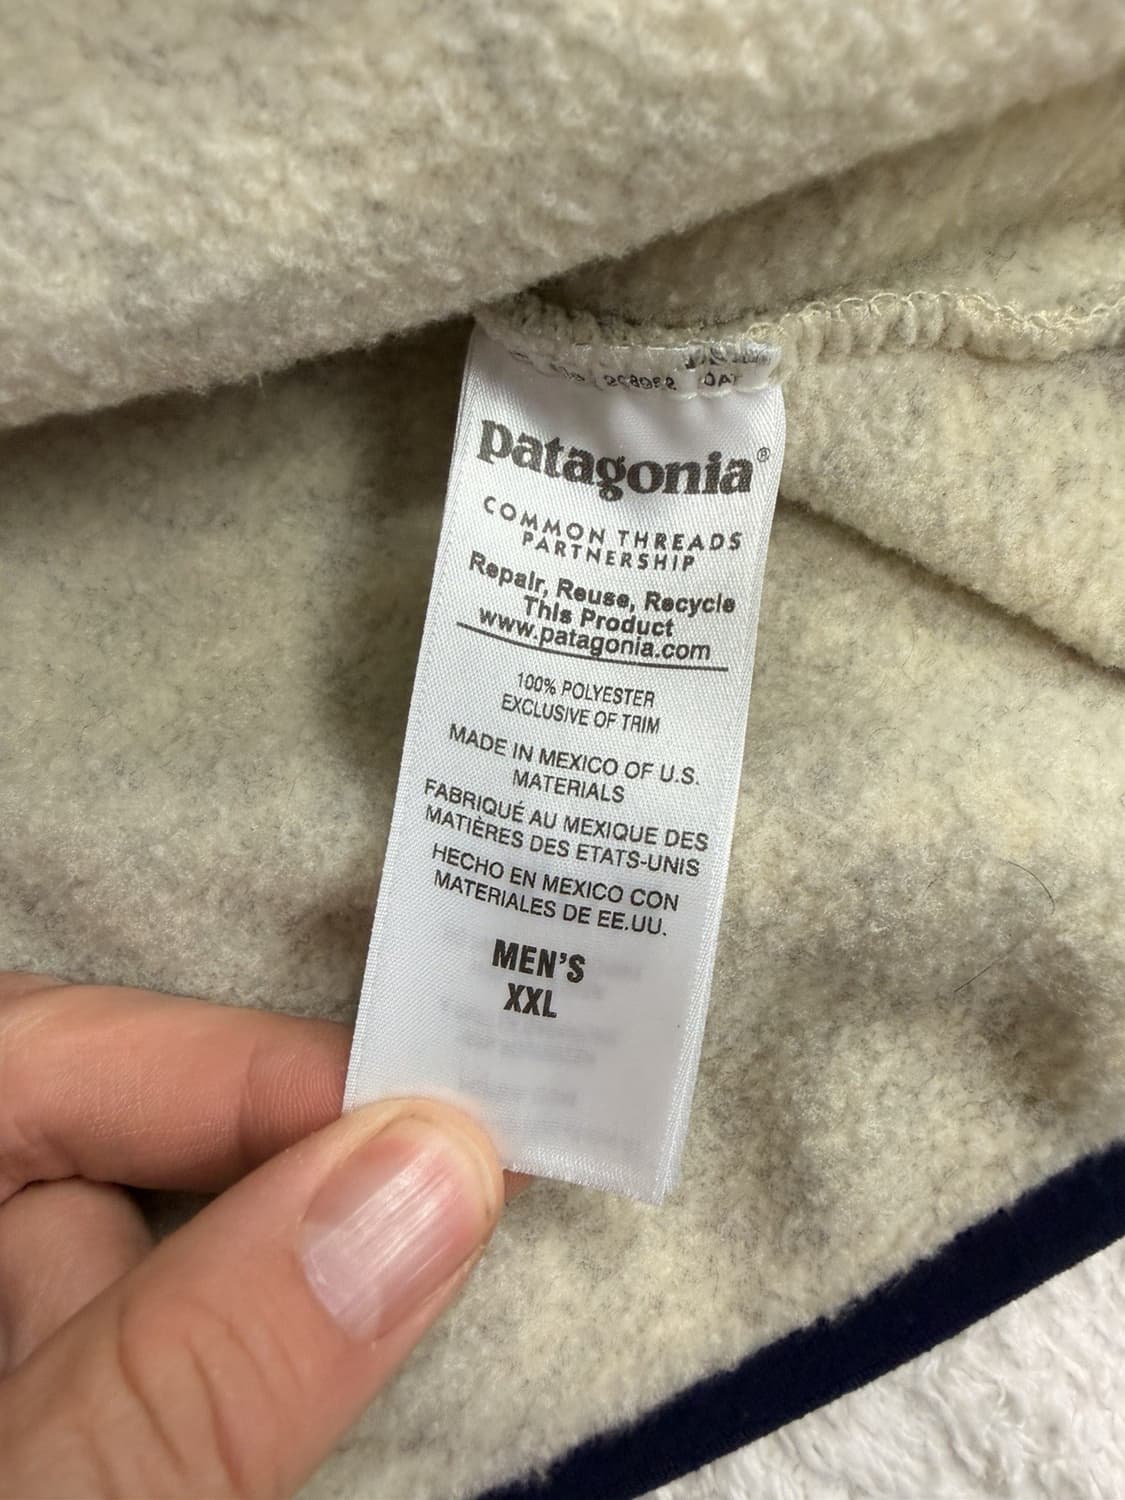 patagonia®
COMMON THREADS
PARTNERSHIP
Repair, Reuse, Recycle
This Product
www.patagonia.com
100% POLYESTER
EXCLUSIVE OF TRIM
MADE IN MEXICO OF U.S.
MATERIALS
FABRIQUÉ AU MEXIQUE DES
MATIÈRES DES ETATS-UNIS
HECHO EN MEXICO CON
MATERIALES DE EE.UU.
MEN'S
XXL